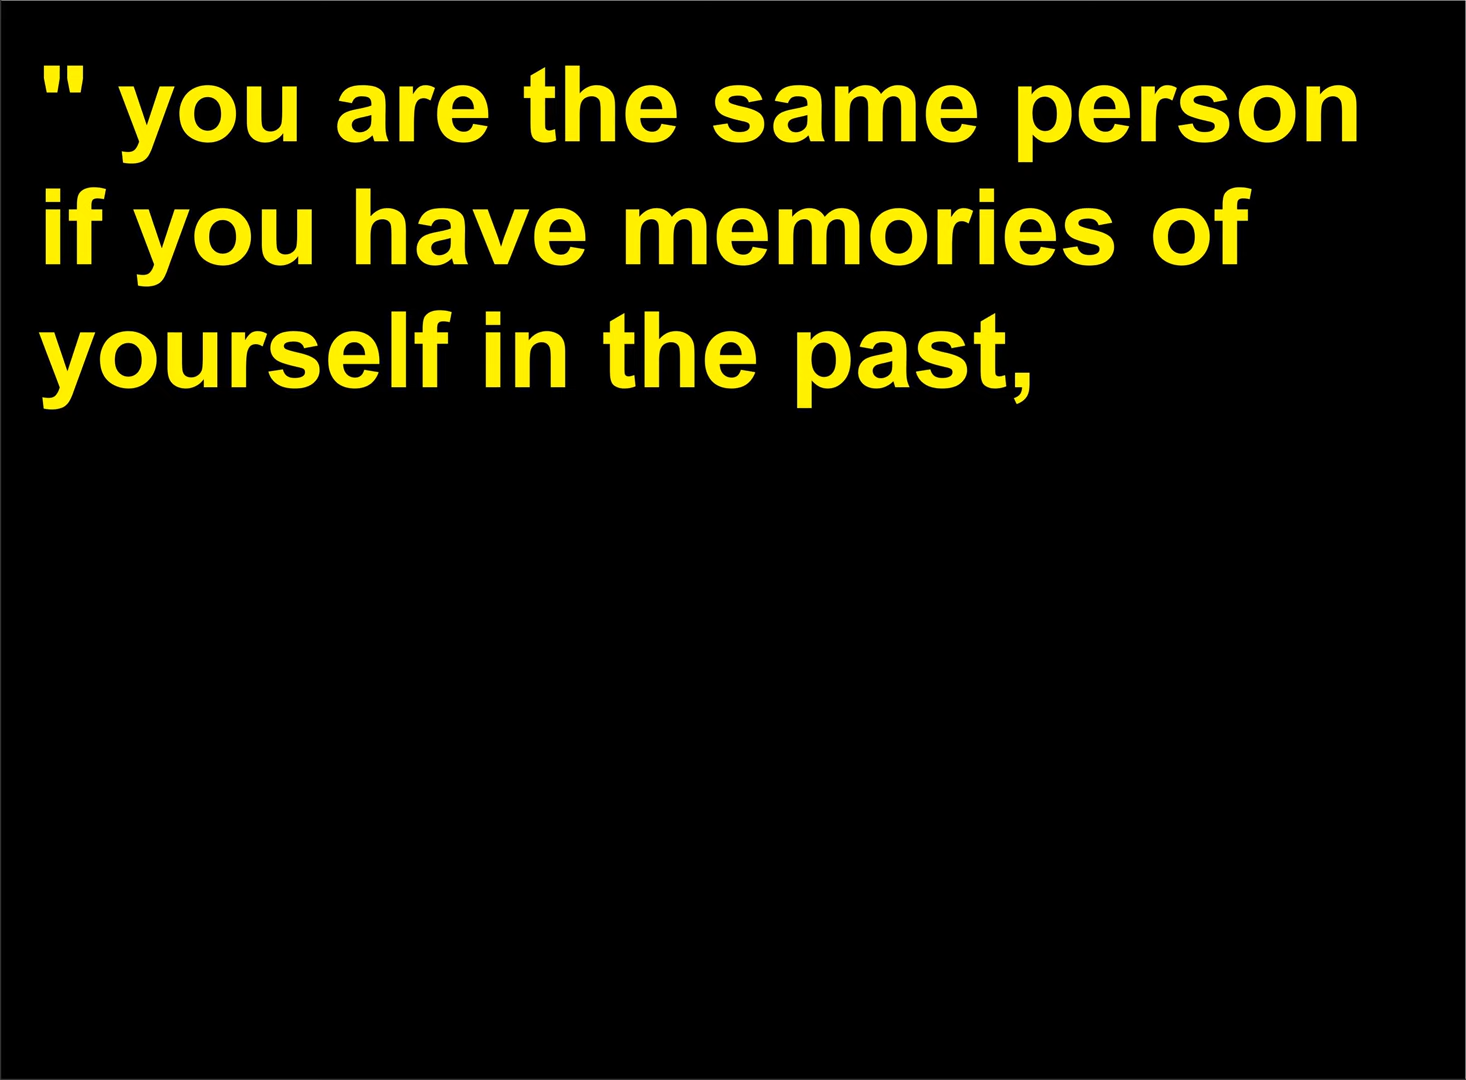 " you are the same person
if you have memories of
yourself in the past,